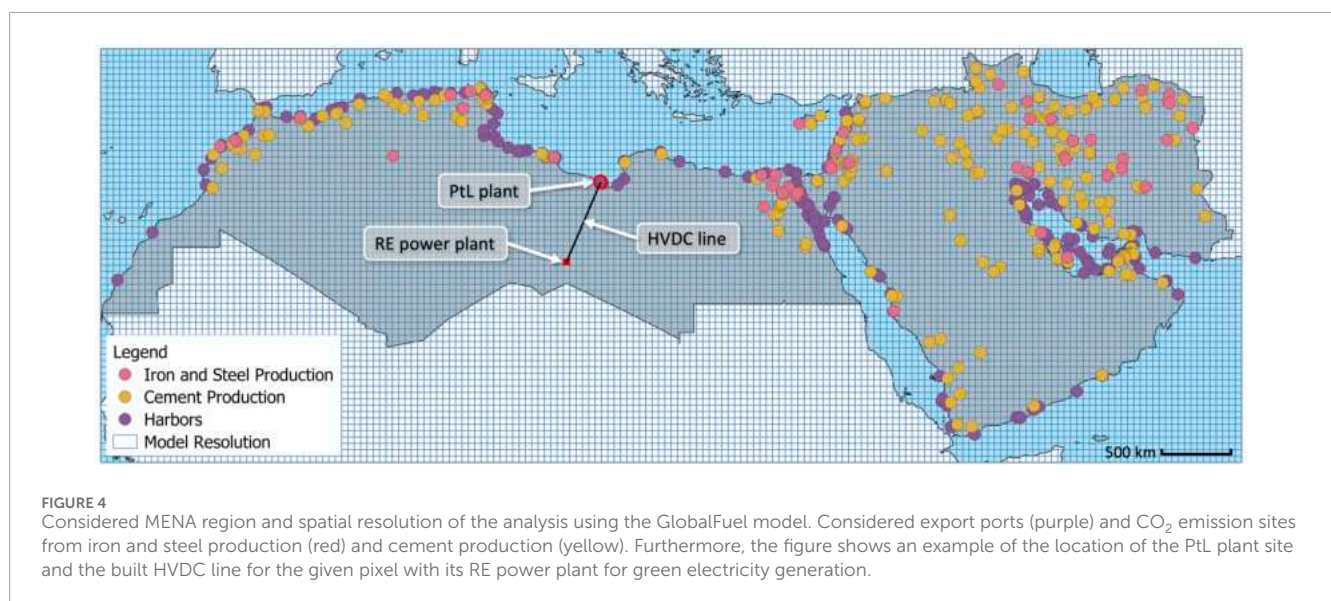 PtL plant
RE power plant
HVDC line
Legend
Iron and Steel Production
Cement Production
Harbors
Model Resolution
500 km
FIGURE 4
Considered MENA region and spatial resolution of the analysis using the GlobalFuel model. Considered export ports (purple) and CO₂ emission sites
from iron and steel production (red) and cement production (yellow). Furthermore, the figure shows an example of the location of the PtL plant site
and the built HVDC line for the given pixel with its RE power plant for green electricity generation.